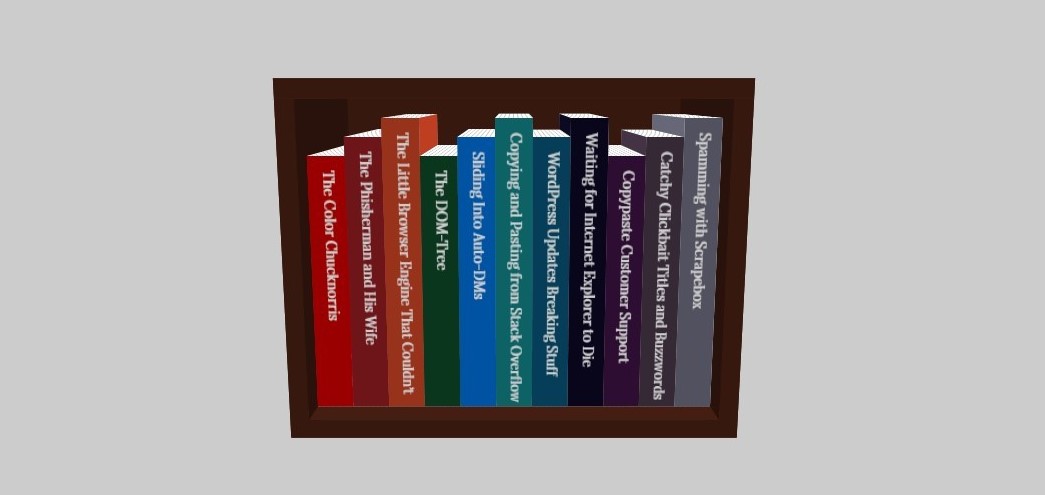 The Color Chucknorris
The Phisherman and His Wife
The Little Browser Engine That Couldn't
The DOM-Tree
Sliding Into Auto-DMs
Copying and Pasting from Stack Overflow
WordPress Updates Breaking Stuff
Waiting for Internet Explorer to Die
Copypaste Customer Support
Catchy Clickbait Titles and Buzzwords
Spamming with Scrapebox